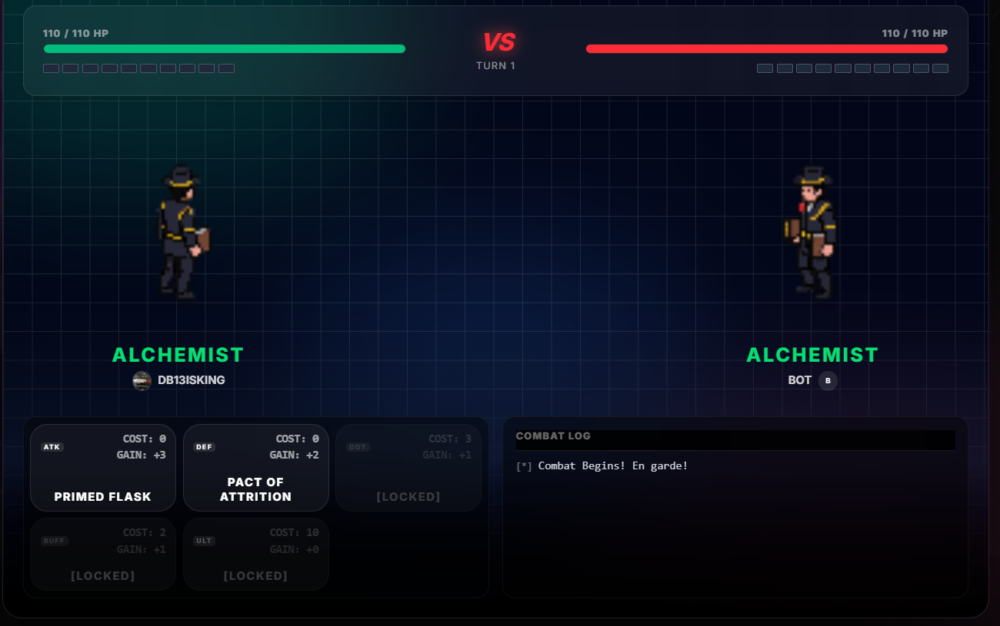 110 / 110 HP
VS
TURN 1
110 / 110 HP
ALCHEMIST
DB13ISKING
ALCHEMIST
BOT B
ATK
COST: 0
GAIN: +3
PRIMED FLASK
DEF
COST: 0
GAIN: +2
PACT OF
ATTRITION
DOT
COST: 3
GAIN: +1
[LOCKED]
BUFF
COST: 2
GAIN: +1
[LOCKED]
ULT
COST: 10
GAIN: +0
[LOCKED]
COMBAT LOG
[*] Combat Begins! En garde!